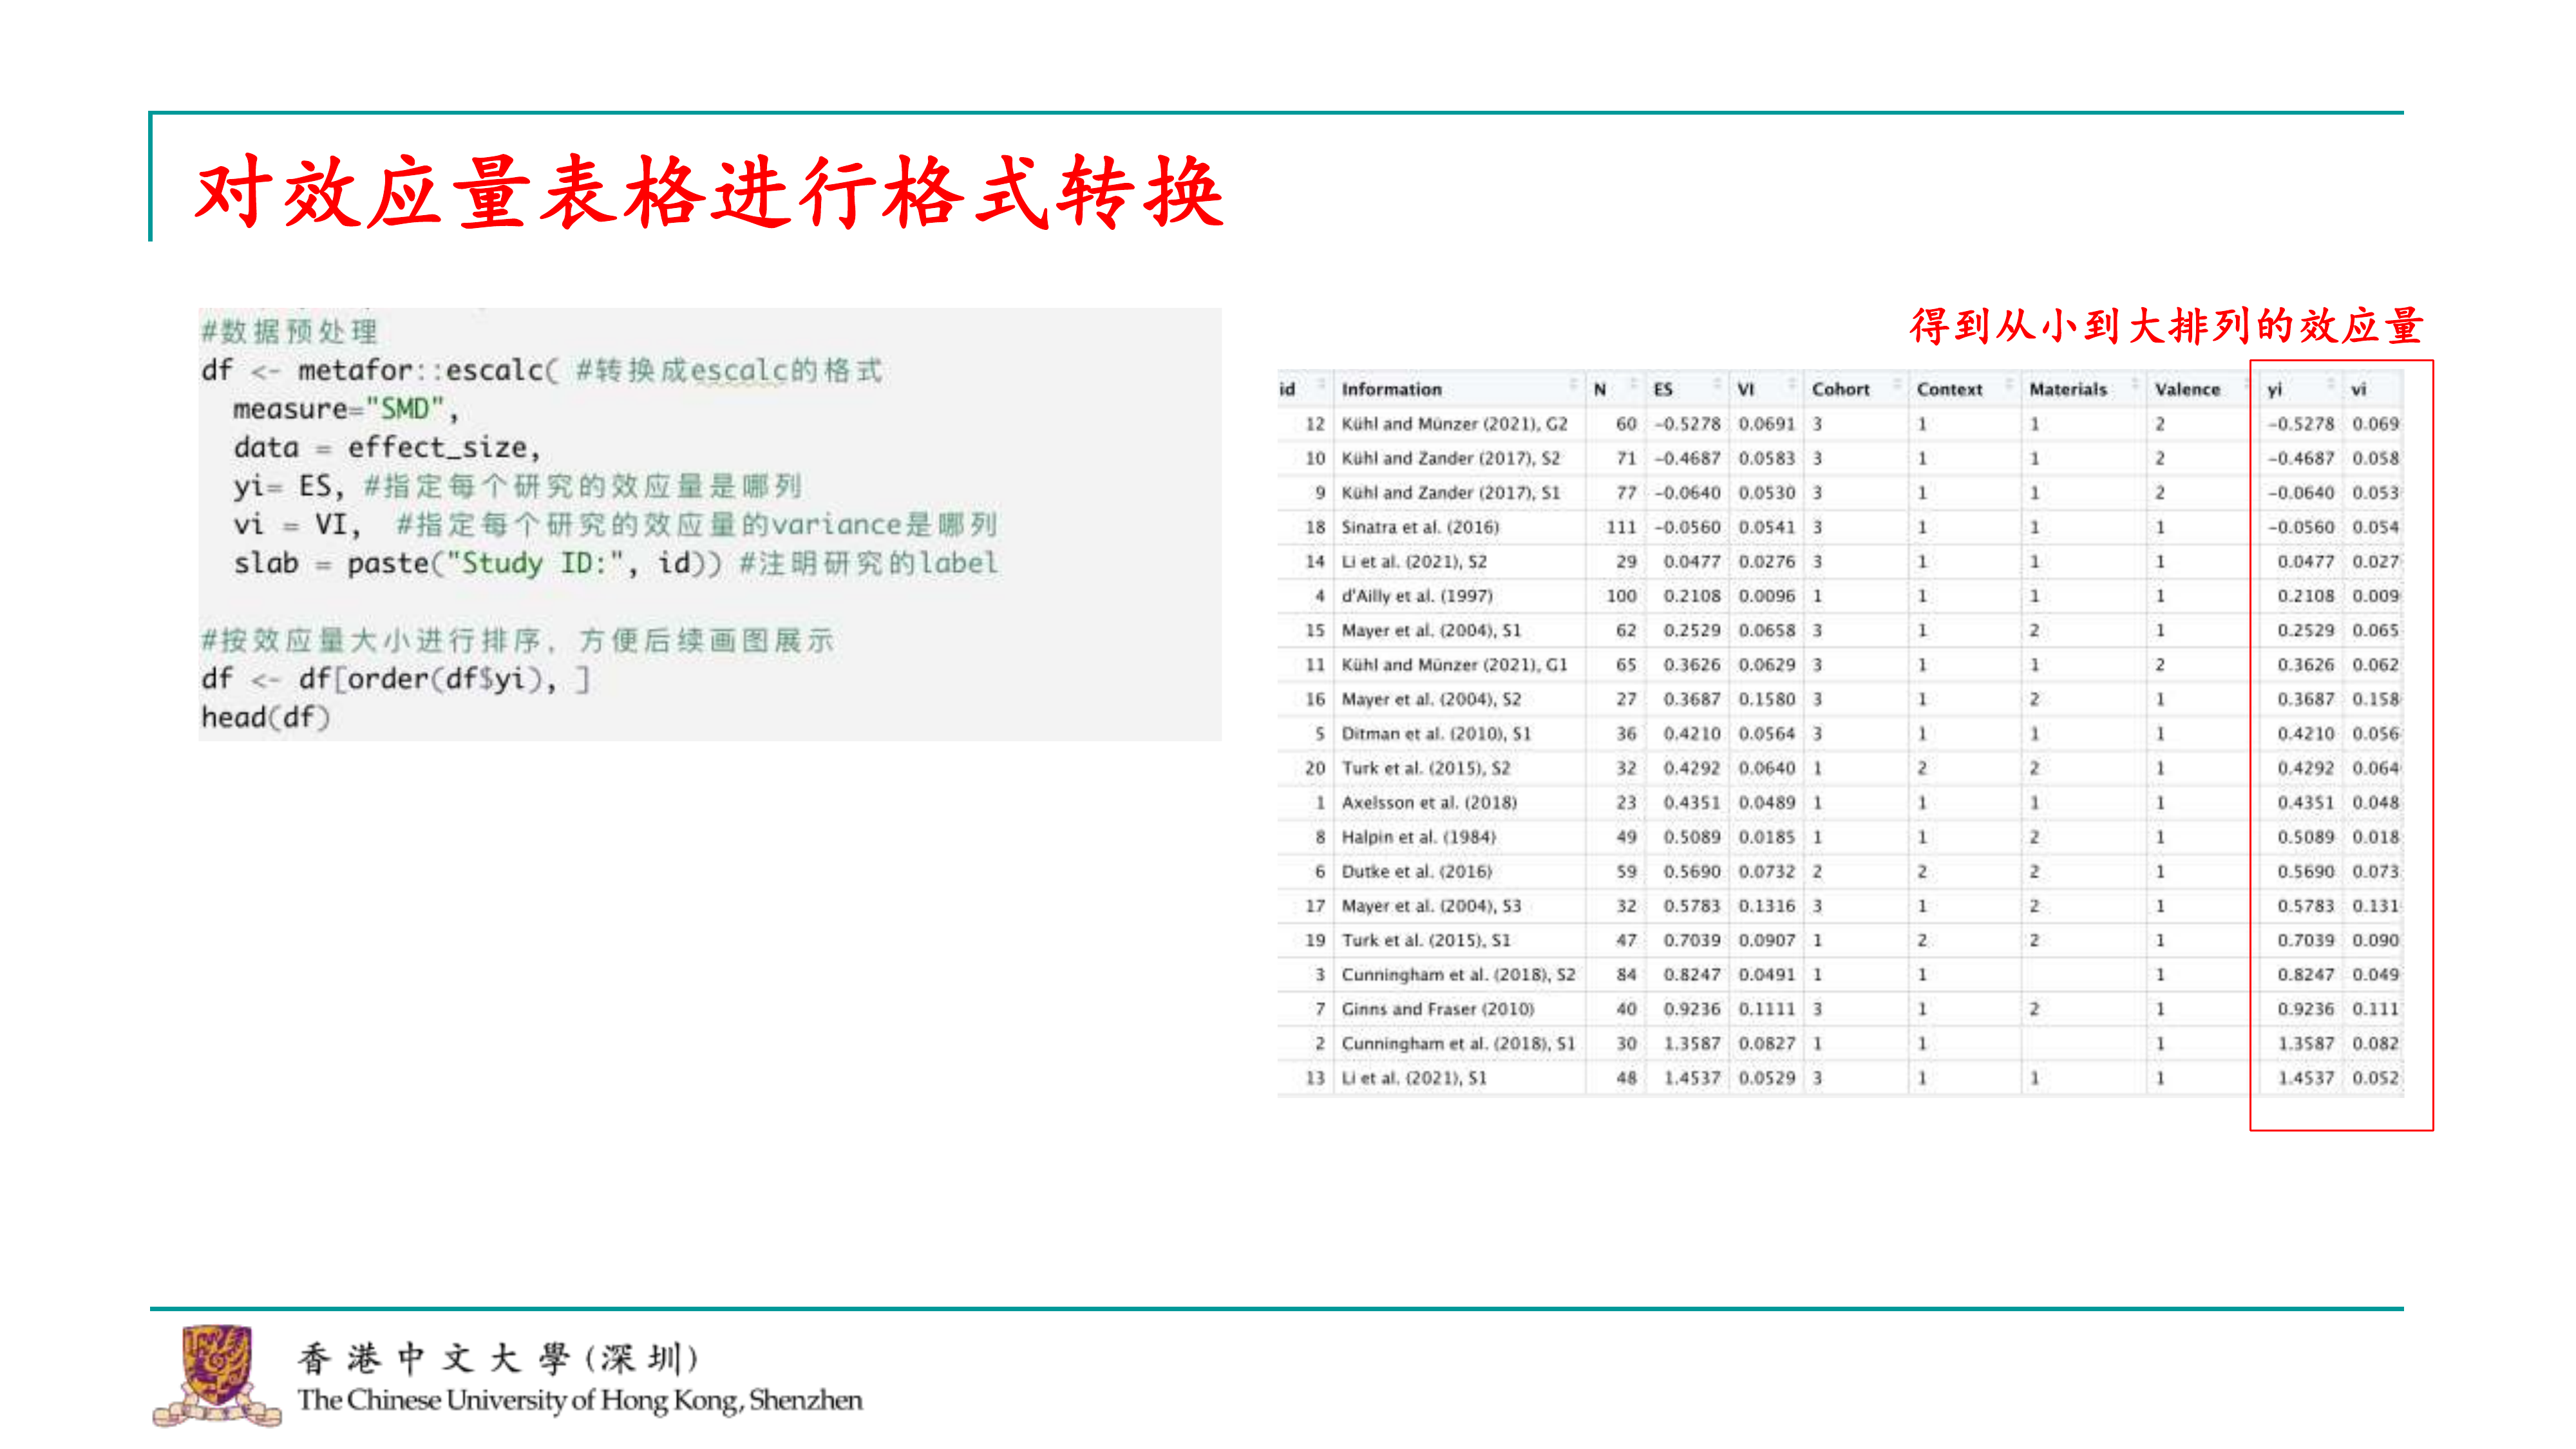 对效应量表格进行格式转换
#数据预处理
df <- metafor::escalc( #转换成escalc的格式
measure="SMD",
data = effect_size,
yi= ES, #指定每个研究的效应量是哪列
vi = VI, #指定每个研究的效应量的variance是哪列
slab = paste("Study ID:", id)) #注明研究的label
#按效应量大小进行排序，方便后续画图展示
df <- df[order(df$yi), ]
head(df)
得到从小到大排列的效应量
id Information N ES VI Cohort Context Materials Valence yi vi
12 Kühl and Münzer (2021), G2 60 −0.5278 0.0691 3 1 1 2 −0.5278 0.069
10 Kühl and Zander (2017), S2 71 −0.4687 0.0583 3 1 1 2 −0.4687 0.058
9 Kühl and Zander (2017), S1 77 −0.0640 0.0530 3 1 1 2 −0.0640 0.053
18 Sinatra et al. (2016) 111 −0.0560 0.0541 3 1 1 1 −0.0560 0.054
14 Li et al. (2021), S2 29 0.0477 0.0276 3 1 1 1 0.0477 0.027
4 d'Ailly et al. (1997) 100 0.2108 0.0096 1 1 1 1 0.2108 0.009
15 Mayer et al. (2004), S1 62 0.2529 0.0658 3 1 2 1 0.2529 0.065
11 Kühl and Münzer (2021), G1 65 0.3626 0.0629 3 1 1 2 0.3626 0.062
16 Mayer et al. (2004), S2 27 0.3687 0.1580 3 1 2 1 0.3687 0.158
5 Ditman et al. (2010), S1 36 0.4210 0.0564 3 1 1 1 0.4210 0.056
20 Turk et al. (2015), S2 32 0.4292 0.0640 1 2 2 1 0.4292 0.064
1 Axelsson et al. (2018) 23 0.4351 0.0489 1 1 1 1 0.4351 0.048
8 Halpin et al. (1984) 49 0.5089 0.0185 1 1 2 1 0.5089 0.018
6 Dutke et al. (2016) 59 0.5690 0.0732 2 2 2 1 0.5690 0.073
17 Mayer et al. (2004), S3 32 0.5783 0.1316 3 1 2 1 0.5783 0.131
19 Turk et al. (2015), S1 47 0.7039 0.0907 1 2 2 1 0.7039 0.090
3 Cunningham et al. (2018), S2 84 0.8247 0.0491 1 1 1 0.8247 0.049
7 Ginns and Fraser (2010) 40 0.9236 0.1111 3 1 2 1 0.9236 0.111
2 Cunningham et al. (2018), S1 30 1.3587 0.0827 1 1 1 1.3587 0.082
13 Li et al. (2021), S1 48 1.4537 0.0529 3 1 1 1 1.4537 0.052
香港中文大學(深圳)
The Chinese University of Hong Kong, Shenzhen